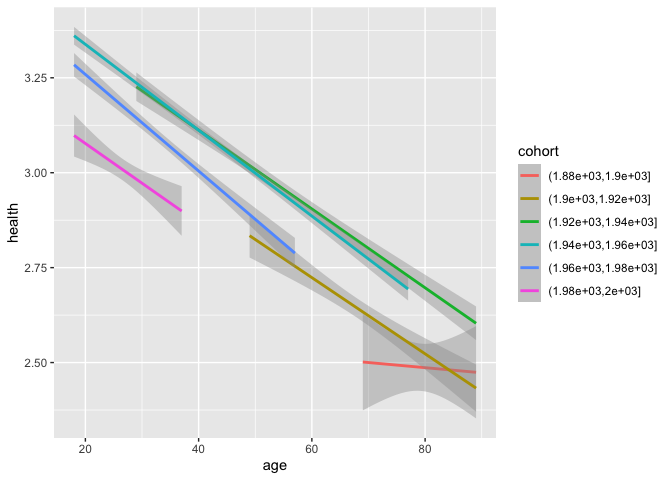 3.25
3.00
2.75
2.50
health
20
40
60
80
age
cohort
(1.88e+03,1.9e+03]
(1.9e+03,1.92e+03]
(1.92e+03,1.94e+03]
(1.94e+03,1.96e+03]
(1.96e+03,1.98e+03]
(1.98e+03,2e+03]